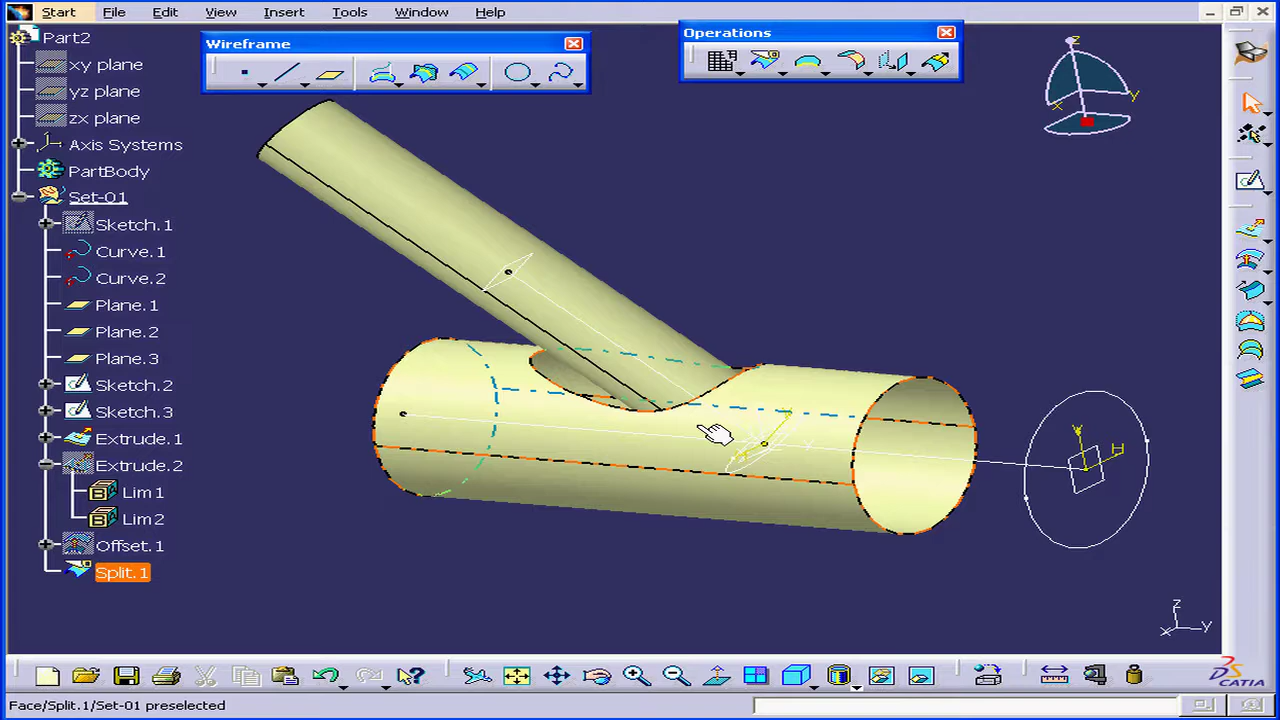 Start File Edit View Insert Tools Window Help
Part2
Wireframe
Operations
xy plane
yz plane
zx plane
Axis Systems
PartBody
Set-01
Sketch.1
Curve.1
Curve.2
Plane.1
Plane.2
Plane.3
Sketch.2
Sketch.3
Extrude.1
Extrude.2
Lim1
Lim2
Offset.1
Split.1
z
x
y
V
H
z
x
y
CATIA
Face/Split.1/Set-01 preselected